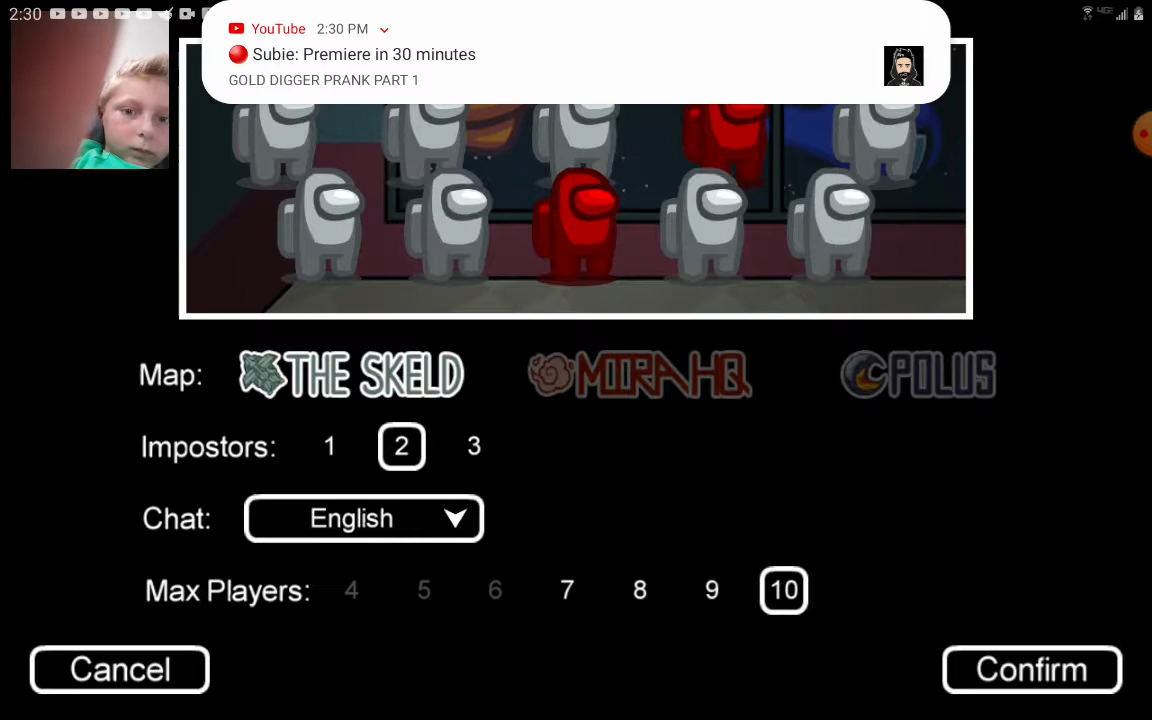 2:30
YouTube 2:30 PM
Subie: Premiere in 30 minutes
GOLD DIGGER PRANK PART 1
Map: THE SKELD MIRA HQ POLUS
Impostors: 1 2 3
Chat: English
Max Players: 4 5 6 7 8 9 10
Cancel Confirm